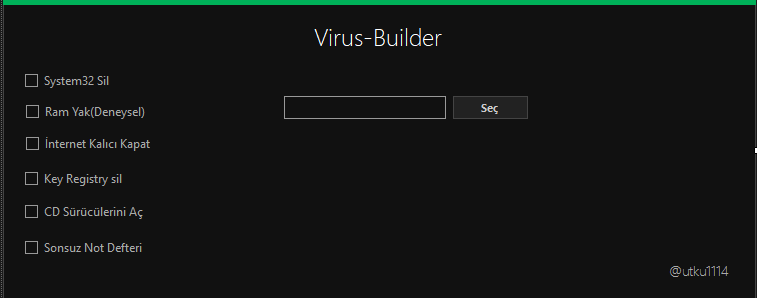 Virus-Builder
System32 Sil
Ram Yak(Deneysel)
İnternet Kalıcı Kapat
Key Registry sil
CD Sürücülerini Aç
Sonsuz Not Defteri
Seç
@utku1114